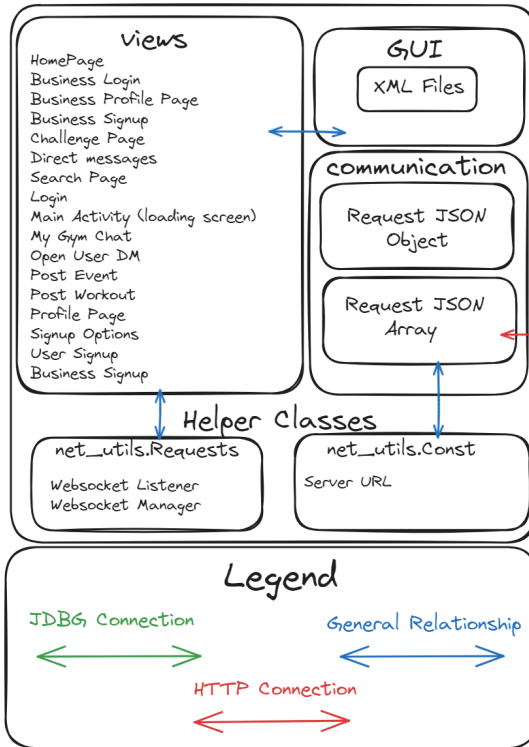 views
HomePage
Business Login
Business Profile Page
Business Signup
Challenge Page
Direct messages
Search Page
Login
Main Activity (loading screen)
My Gym Chat
Open User DM
Post Event
Post Workout
Profile Page
Signup Options
User Signup
Business Signup
GUI
XML Files
communication
Request JSON
Object
Request JSON
Array
Helper Classes
net_utils.Requests
Websocket Listener
Websocket Manager
net_utils.Const
Server URL
Legend
JDBG Connection
General Relationship
HTTP Connection